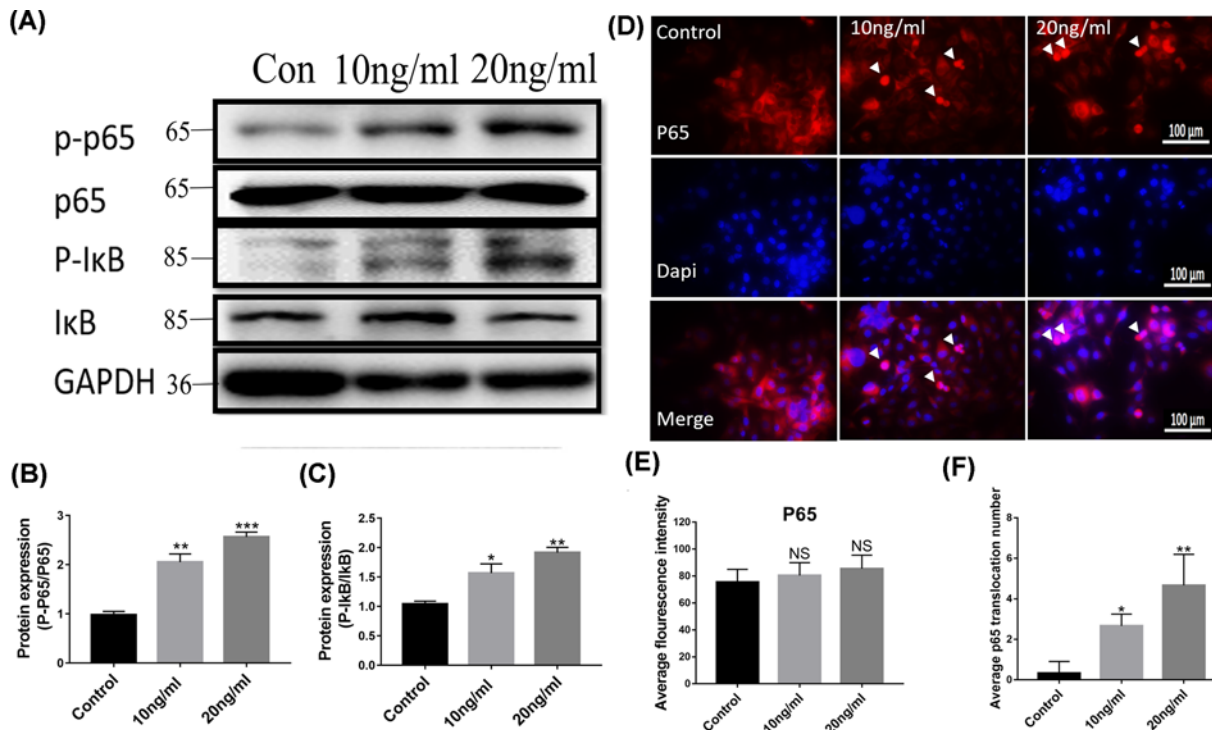 (A)
Con 10ng/ml 20ng/ml
p-p65 65
p65 65
P-IκB 85
IκB 85
GAPDH 36
(D)
Control 10ng/ml 20ng/ml
P65 100 µm
Dapi 100 µm
Merge 100 µm
(B)
Protein expression
(P-P65/P65)
3
2
1
0
** ***
Control 10ng/ml 20ng/ml
(C)
Protein expression
(P-IkB/IkB)
2.5
2.0
1.5
1.0
0.5
0.0
* **
Control 10ng/ml 20ng/ml
(E)
P65
Average flourescence intensity
120
100
80
60
40
20
0
NS NS
Control 10ng/ml 20ng/ml
(F)
Average p65 translocation number
8
6
4
2
0
* **
Control 10ng/ml 20ng/ml